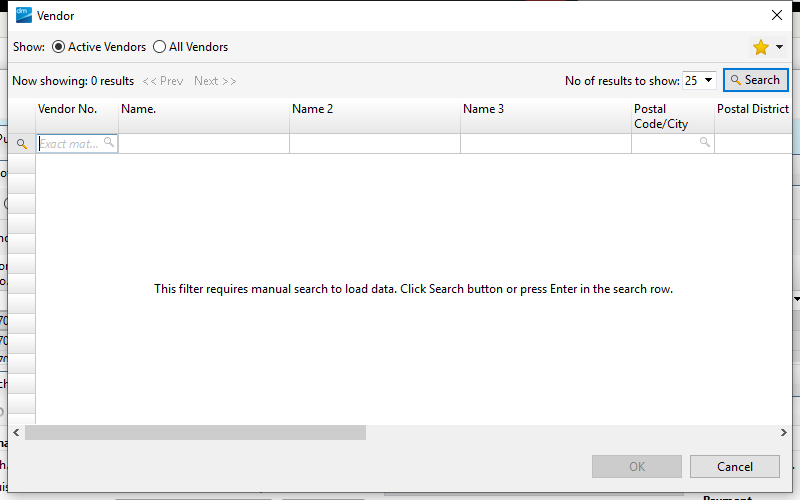 dm Vendor
Show: Active Vendors All Vendors
Now showing: 0 results << Prev Next >> No of results to show: 25 Search
Vendor No. Name. Name 2 Name 3 Postal Code/City Postal District
Exact mat...
This filter requires manual search to load data. Click Search button or press Enter in the search row.
OK Cancel